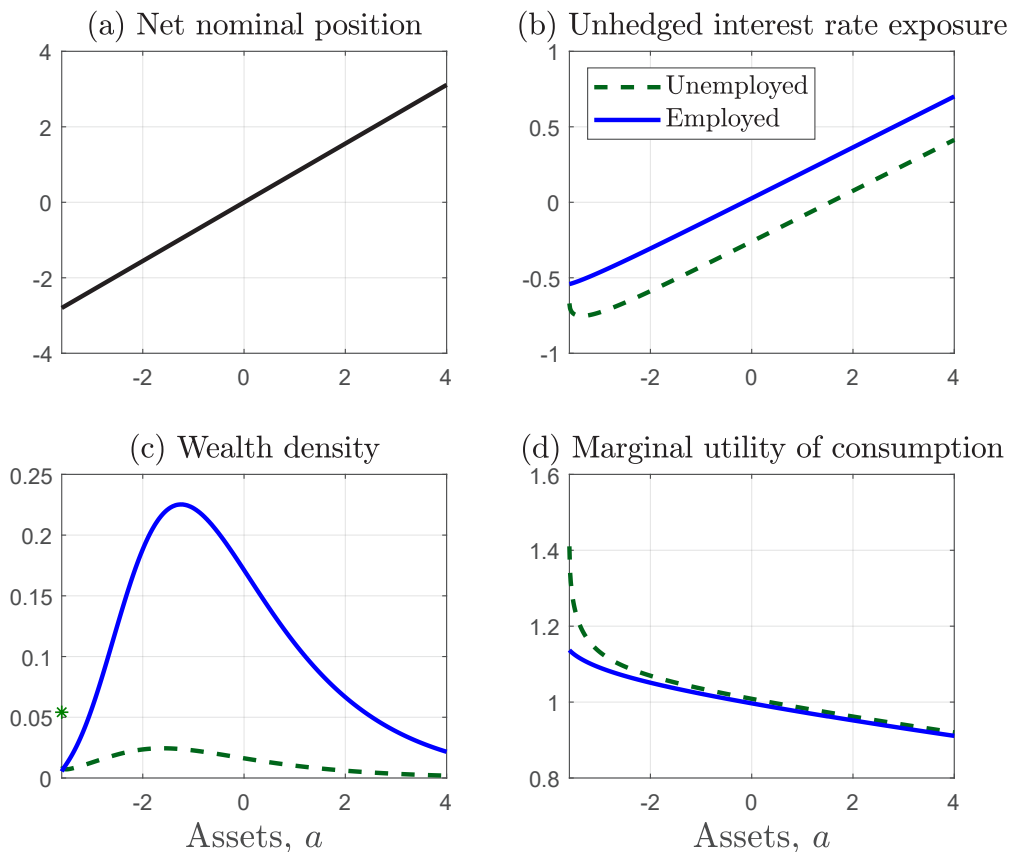 (a) Net nominal position
4
2
0
-2
-4
-2 0 2 4
(b) Unhedged interest rate exposure
1
0.5
0
-0.5
-1
-2 0 2 4
Unemployed
Employed
(c) Wealth density
0.25
0.2
0.15
0.1
0.05
0
-2 0 2 4
Assets, a
(d) Marginal utility of consumption
1.6
1.4
1.2
1
0.8
-2 0 2 4
Assets, a